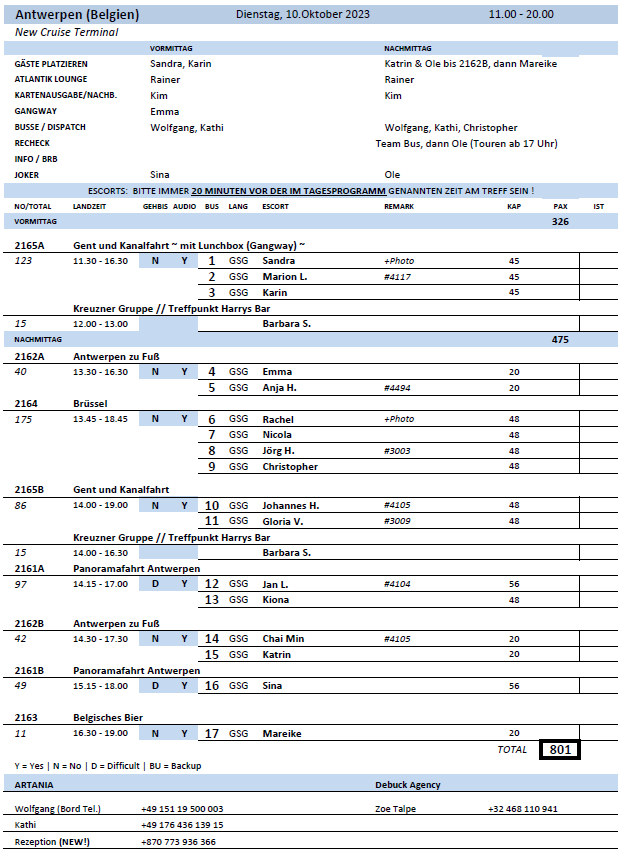 Antwerpen (Belgien) Dienstag, 10.Oktober 2023 11.00 - 20.00
New Cruise Terminal
VORMITTAG NACHMITTAG
GÄSTE PLATZIEREN Sandra, Karin Katrin & Ole bis 2162B, dann Mareike
ATLANTIK LOUNGE Rainer Rainer
KARTENAUSGABE/NACHB. Kim Kim
GANGWAY Emma
BUSSE / DISPATCH Wolfgang, Kathi Wolfgang, Kathi, Christopher
RECHECK Team Bus, dann Ole (Touren ab 17 Uhr)
INFO / BRB
JOKER Sina Ole
ESCORTS: BITTE IMMER 20 MINUTEN VOR DER IM TAGESPROGRAMM GENANNTEN ZEIT AM TREFF SEIN !
NO/TOTAL LANDZEIT GEHBIS AUDIO BUS LANG ESCORT REMARK KAP PAX IST
VORMITTAG 326
2165A Gent und Kanalfahrt ~ mit Lunchbox (Gangway) ~
123 11.30 - 16.30 N Y 1 GSG Sandra +Photo 45
2 GSG Marion L. #4117 45
3 GSG Karin 45
Kreuzner Gruppe // Treffpunkt Harrys Bar
15 12.00 - 13.00 Barbara S.
NACHMITTAG 475
2162A Antwerpen zu Fuß
40 13.30 - 16.30 N Y 4 GSG Emma 20
5 GSG Anja H. #4494 20
2164 Brüssel
175 13.45 - 18.45 N Y 6 GSG Rachel +Photo 48
7 GSG Nicola 48
8 GSG Jörg H. #3003 48
9 GSG Christopher 48
2165B Gent und Kanalfahrt
86 14.00 - 19.00 N Y 10 GSG Johannes H. #4105 48
11 GSG Gloria V. #3009 48
Kreuzner Gruppe // Treffpunkt Harrys Bar
15 14.00 - 16.30 Barbara S.
2161A Panoramafahrt Antwerpen
97 14.15 - 17.00 D Y 12 GSG Jan L. #4104 56
13 GSG Kiona 48
2162B Antwerpen zu Fuß
42 14.30 - 17.30 N Y 14 GSG Chai Min #4105 20
15 GSG Katrin 20
2161B Panoramafahrt Antwerpen
49 15.15 - 18.00 D Y 16 GSG Sina 56
2163 Belgisches Bier
11 16.30 - 19.00 N Y 17 GSG Mareike 20
TOTAL 801
Y = Yes | N = No | D = Difficult | BU = Backup
ARTANIA Debuck Agency
Wolfgang (Bord Tel.) +49 151 19 500 003 Zoe Talpe +32 468 110 941
Kathi +49 176 436 139 15
Rezeption (NEW!) +870 773 936 366